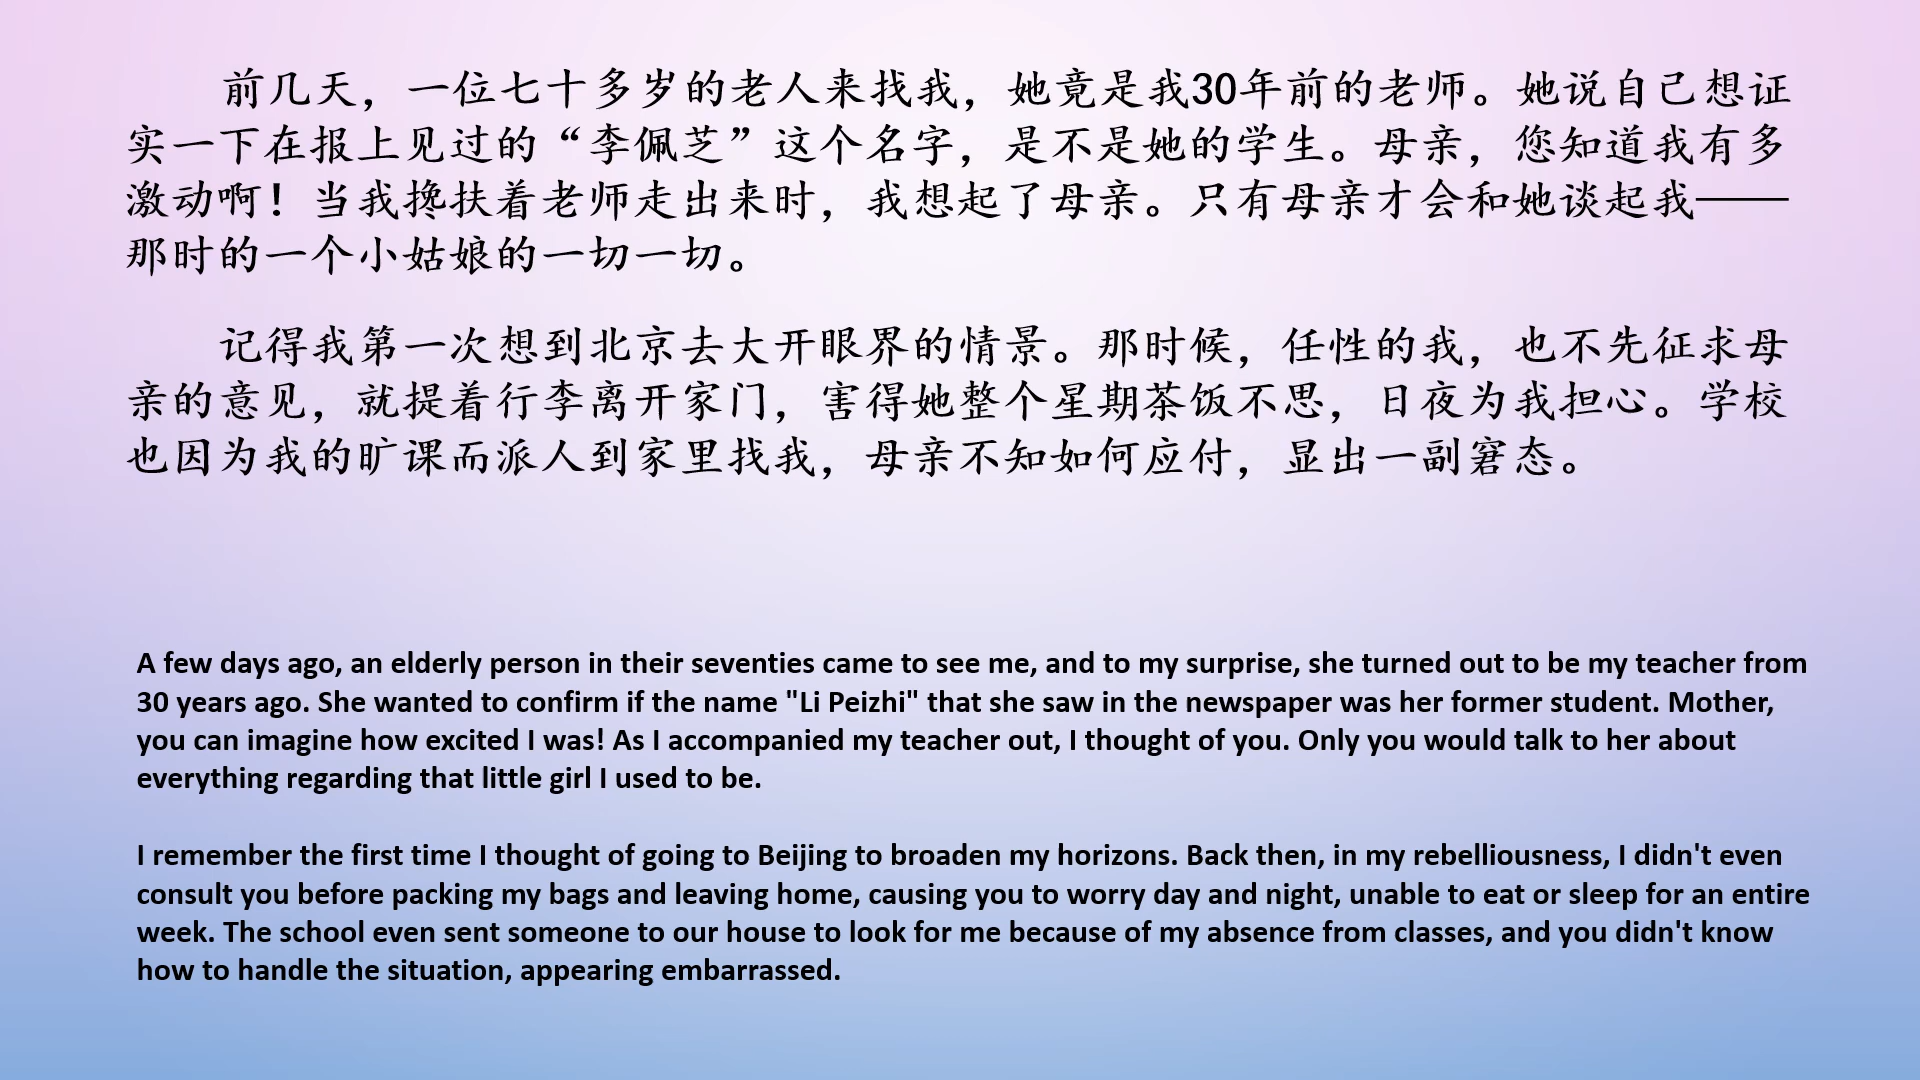 前几天，一位七十多岁的老人来找我，她竟是我30年前的老师。她说自己想证
实一下在报上见过的“李佩芝”这个名字，是不是她的学生。母亲，您知道我有多
激动啊！当我搀扶着老师走出来时，我想起了母亲。只有母亲才会和她谈起我——
那时的一个小姑娘的一切一切。
记得我第一次想到北京去大开眼界的情景。那时候，任性的我，也不先征求母
亲的意见，就提着行李离开家门，害得她整个星期茶饭不思，日夜为我担心。学校
也因为我的旷课而派人到家里找我，母亲不知如何应付，显出一副窘态。
A few days ago, an elderly person in their seventies came to see me, and to my surprise, she turned out to be my teacher from
30 years ago. She wanted to confirm if the name "Li Peizhi" that she saw in the newspaper was her former student. Mother,
you can imagine how excited I was! As I accompanied my teacher out, I thought of you. Only you would talk to her about
everything regarding that little girl I used to be.
I remember the first time I thought of going to Beijing to broaden my horizons. Back then, in my rebelliousness, I didn't even
consult you before packing my bags and leaving home, causing you to worry day and night, unable to eat or sleep for an entire
week. The school even sent someone to our house to look for me because of my absence from classes, and you didn't know
how to handle the situation, appearing embarrassed.